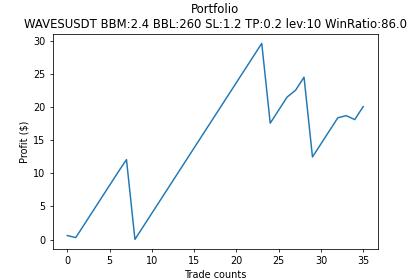 Portfolio
WAVESUSDT BBM:2.4 BBL:260 SL:1.2 TP:0.2 lev:10 WinRatio:86.0
30
25
20
15
10
5
0
Profit ($)
0 5 10 15 20 25 30 35
Trade counts